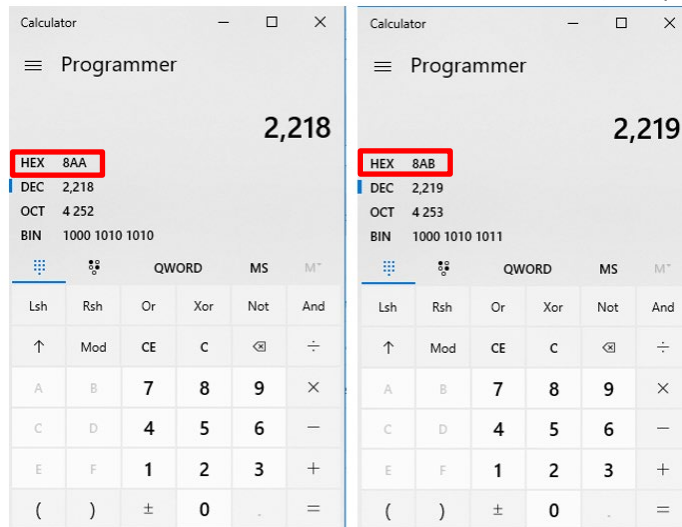 Calculator
Programmer
2,218
HEX 8AA
DEC 2,218
OCT 4 252
BIN 1000 1010 1010
QWORD MS M˅
Lsh Rsh Or Xor Not And
↑ Mod CE C ⌫ ÷
A B 7 8 9 ×
C D 4 5 6 −
E F 1 2 3 +
( ) ± 0 . =
Calculator
Programmer
2,219
HEX 8AB
DEC 2,219
OCT 4 253
BIN 1000 1010 1011
QWORD MS M˅
Lsh Rsh Or Xor Not And
↑ Mod CE C ⌫ ÷
A B 7 8 9 ×
C D 4 5 6 −
E F 1 2 3 +
( ) ± 0 . =